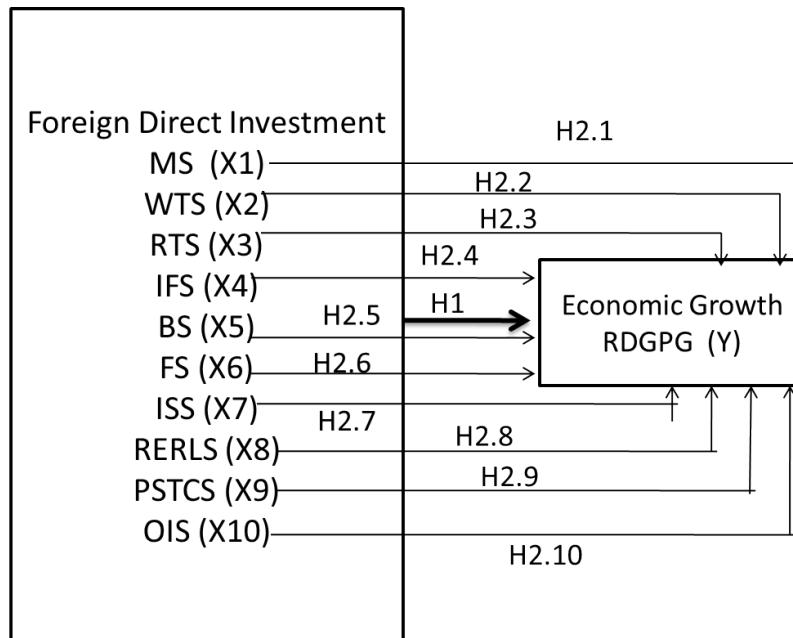 Foreign Direct Investment
MS (X1)
WTS (X2)
RTS (X3)
IFS (X4)
BS (X5)
FS (X6)
ISS (X7)
RERLS (X8)
PSTCS (X9)
OIS (X10)
H2.1
H2.2
H2.3
H2.4
H2.5
H1
H2.6
H2.7
H2.8
H2.9
H2.10
Economic Growth
RDGPG (Y)